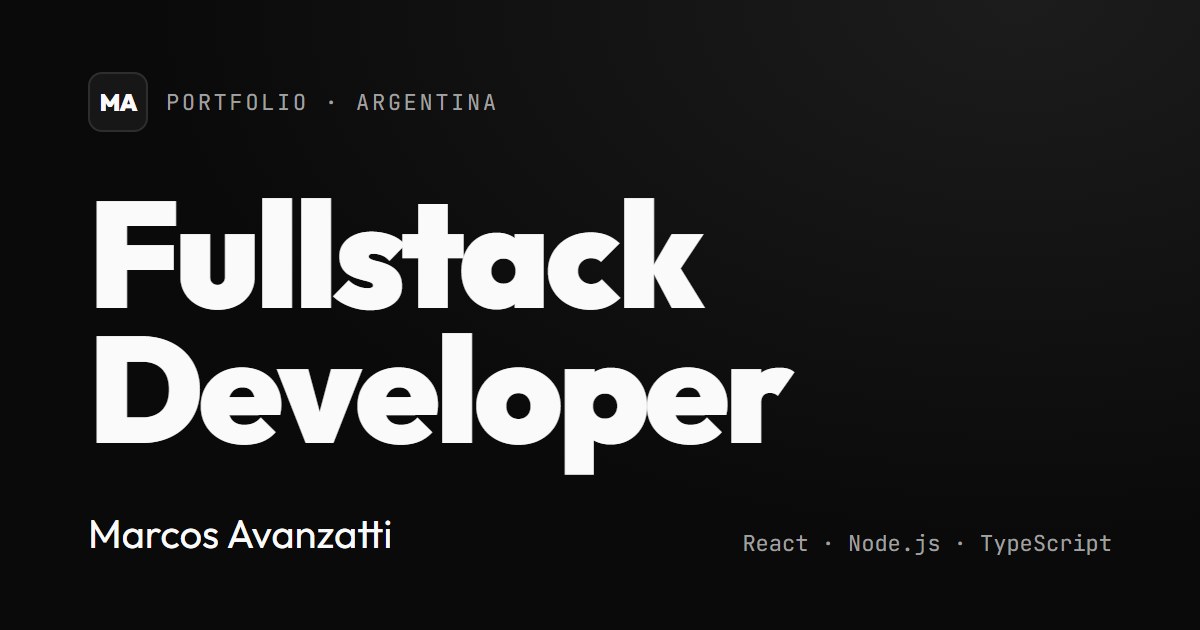 MA
PORTFOLIO · ARGENTINA
Fullstack
Developer
Marcos Avanzatti
React · Node.js · TypeScript